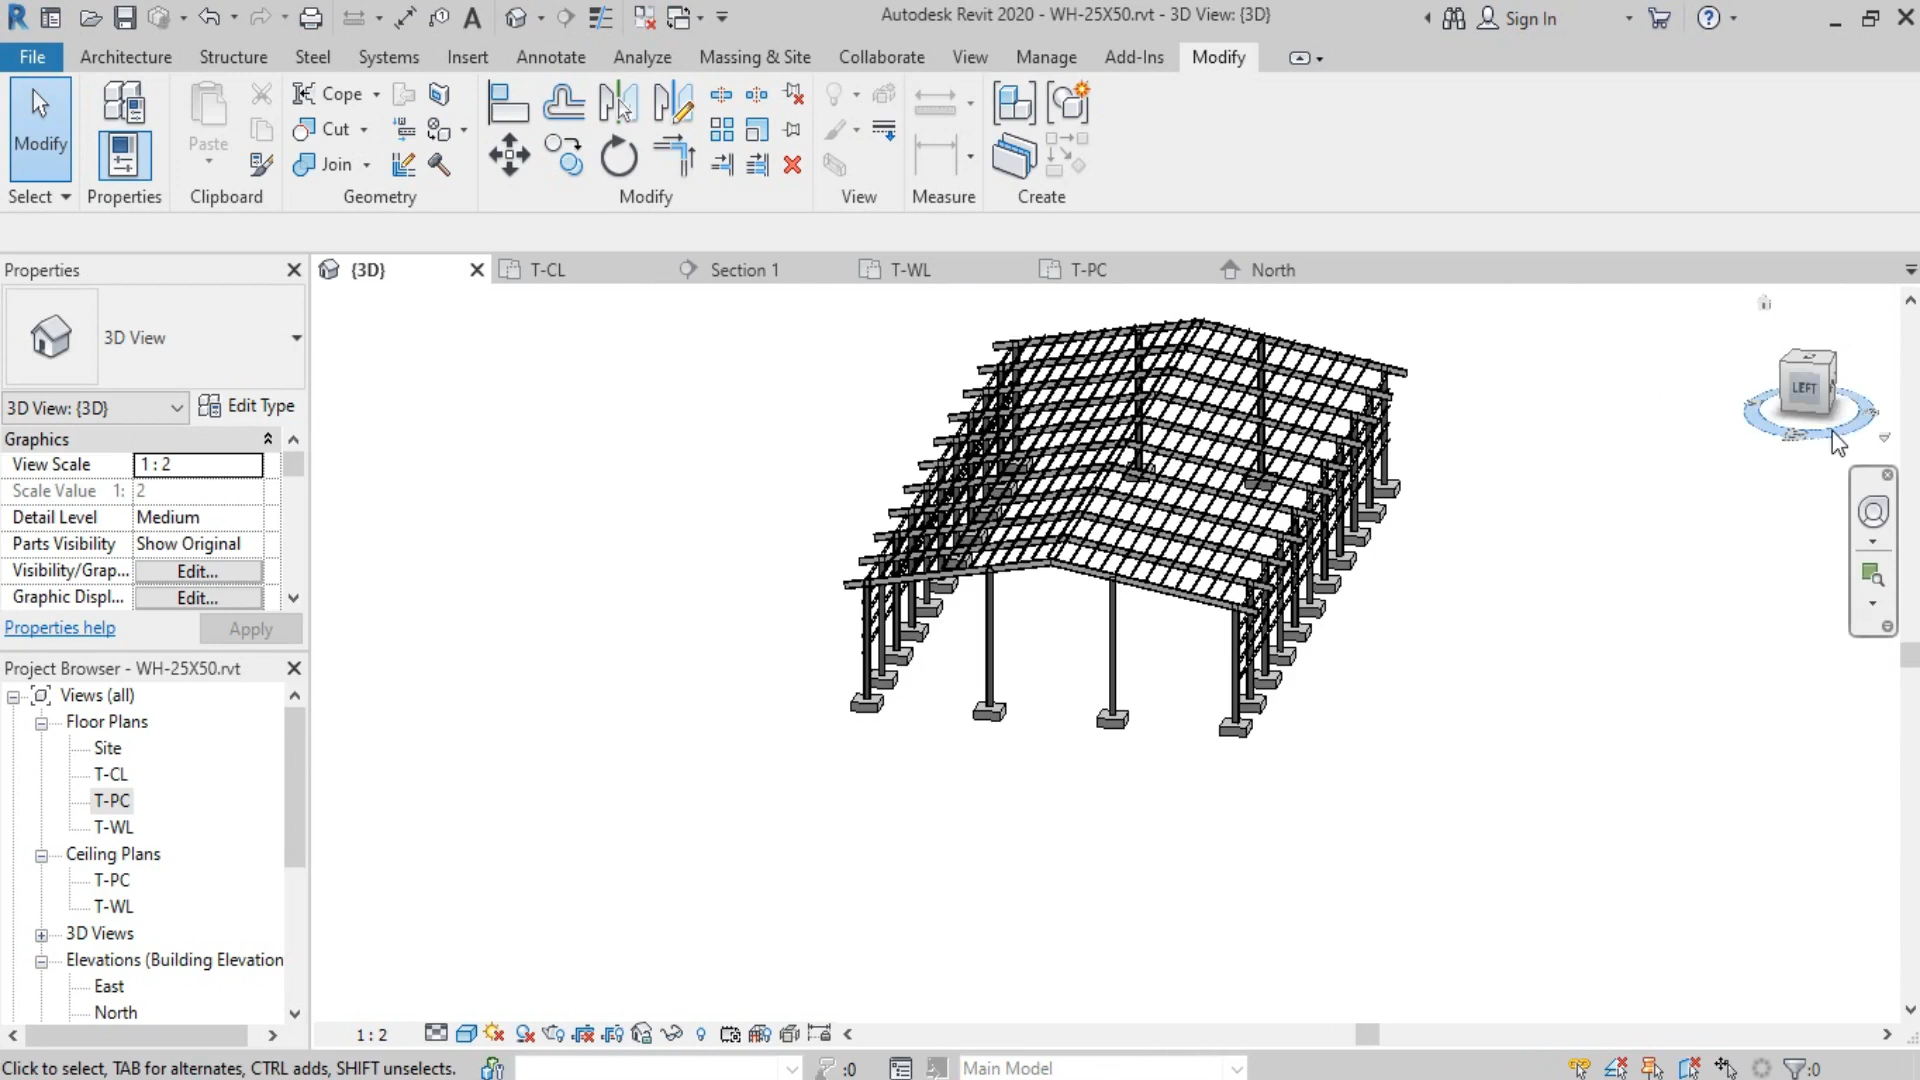 Autodesk Revit 2020 - WH-25X50.rvt - 3D View: {3D}
Sign In
File Architecture Structure Steel Systems Insert Annotate Analyze Massing & Site Collaborate View Manage Add-Ins Modify
Modify
Paste
Cope
Cut
Join
Select Properties Clipboard Geometry Modify View Measure Create
Properties
{3D} T-CL Section 1 T-WL T-PC North
3D View
3D View: {3D} Edit Type
Graphics
View Scale 1 : 2
Scale Value 1: 2
Detail Level Medium
Parts Visibility Show Original
Visibility/Grap... Edit...
Graphic Displ... Edit...
Properties help Apply
LEFT
Project Browser - WH-25X50.rvt
Views (all)
Floor Plans
Site
T-CL
T-PC
T-WL
Ceiling Plans
T-PC
T-WL
3D Views
Elevations (Building Elevation
East
North
1 : 2
Click to select, TAB for alternates, CTRL adds, SHIFT unselects.
:0
Main Model
:0